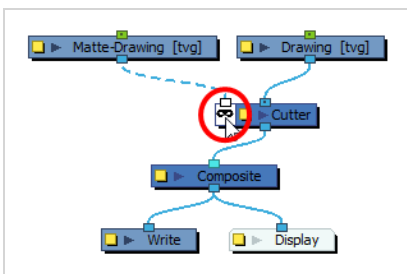 Matte-Drawing [tvg]
Drawing [tvg]
Cutter
Composite
Write
Display